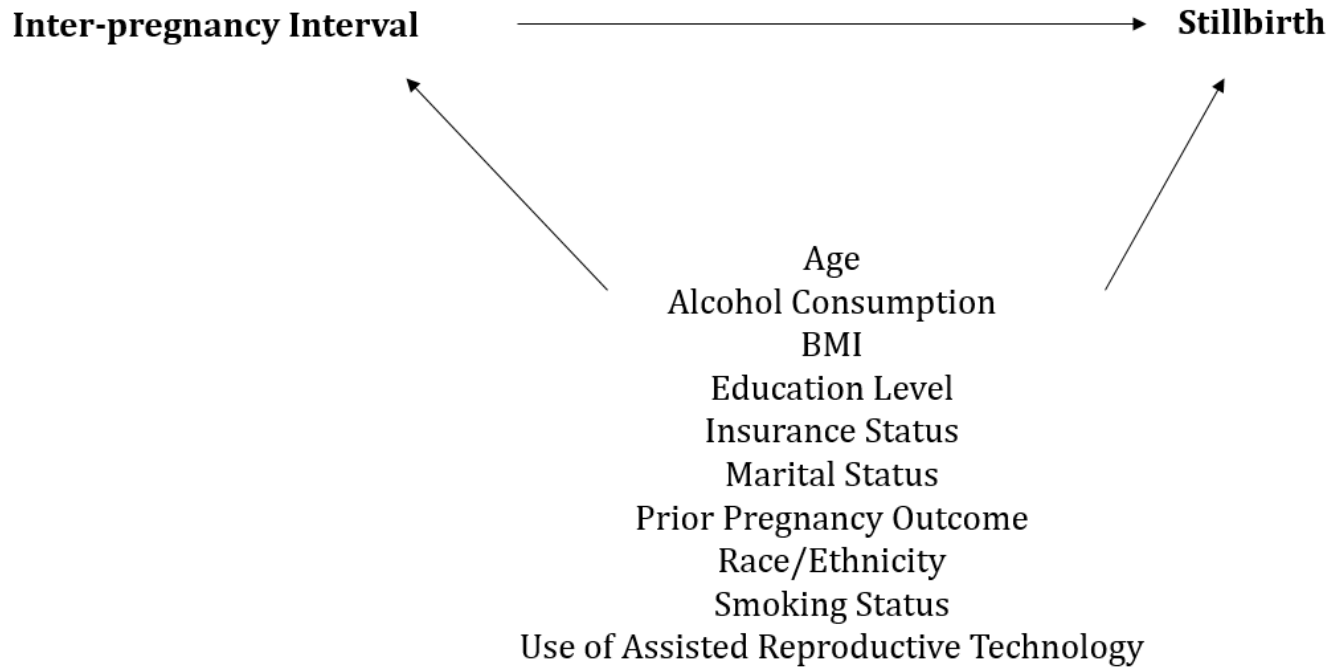 Inter-pregnancy Interval
Stillbirth
Age
Alcohol Consumption
BMI
Education Level
Insurance Status
Marital Status
Prior Pregnancy Outcome
Race/Ethnicity
Smoking Status
Use of Assisted Reproductive Technology